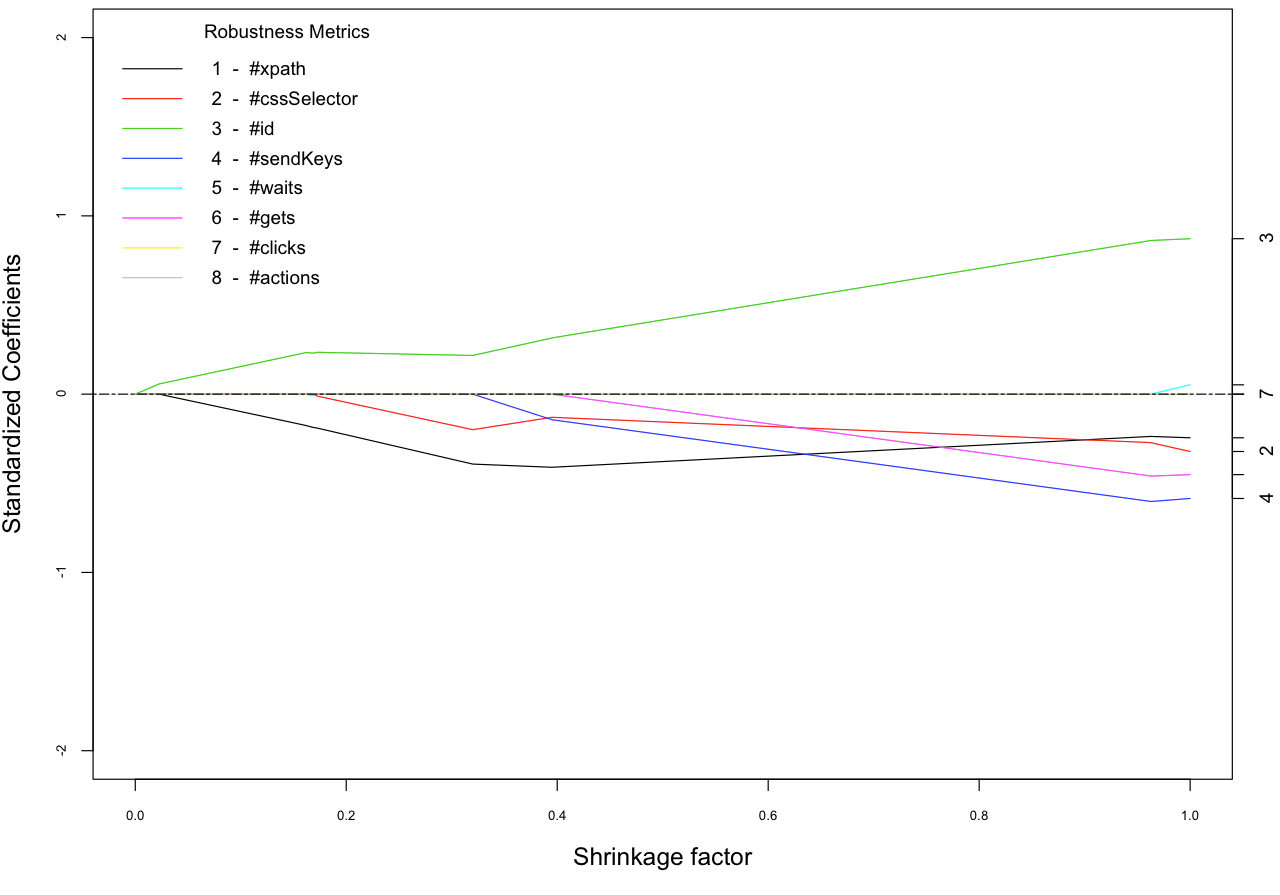 Robustness Metrics
1 - #xpath
2 - #cssSelector
3 - #id
4 - #sendKeys
5 - #waits
6 - #gets
7 - #clicks
8 - #actions
Standardized Coefficients
2
1
0
-1
-2
3
7
2
4
0.0 0.2 0.4 0.6 0.8 1.0
Shrinkage factor